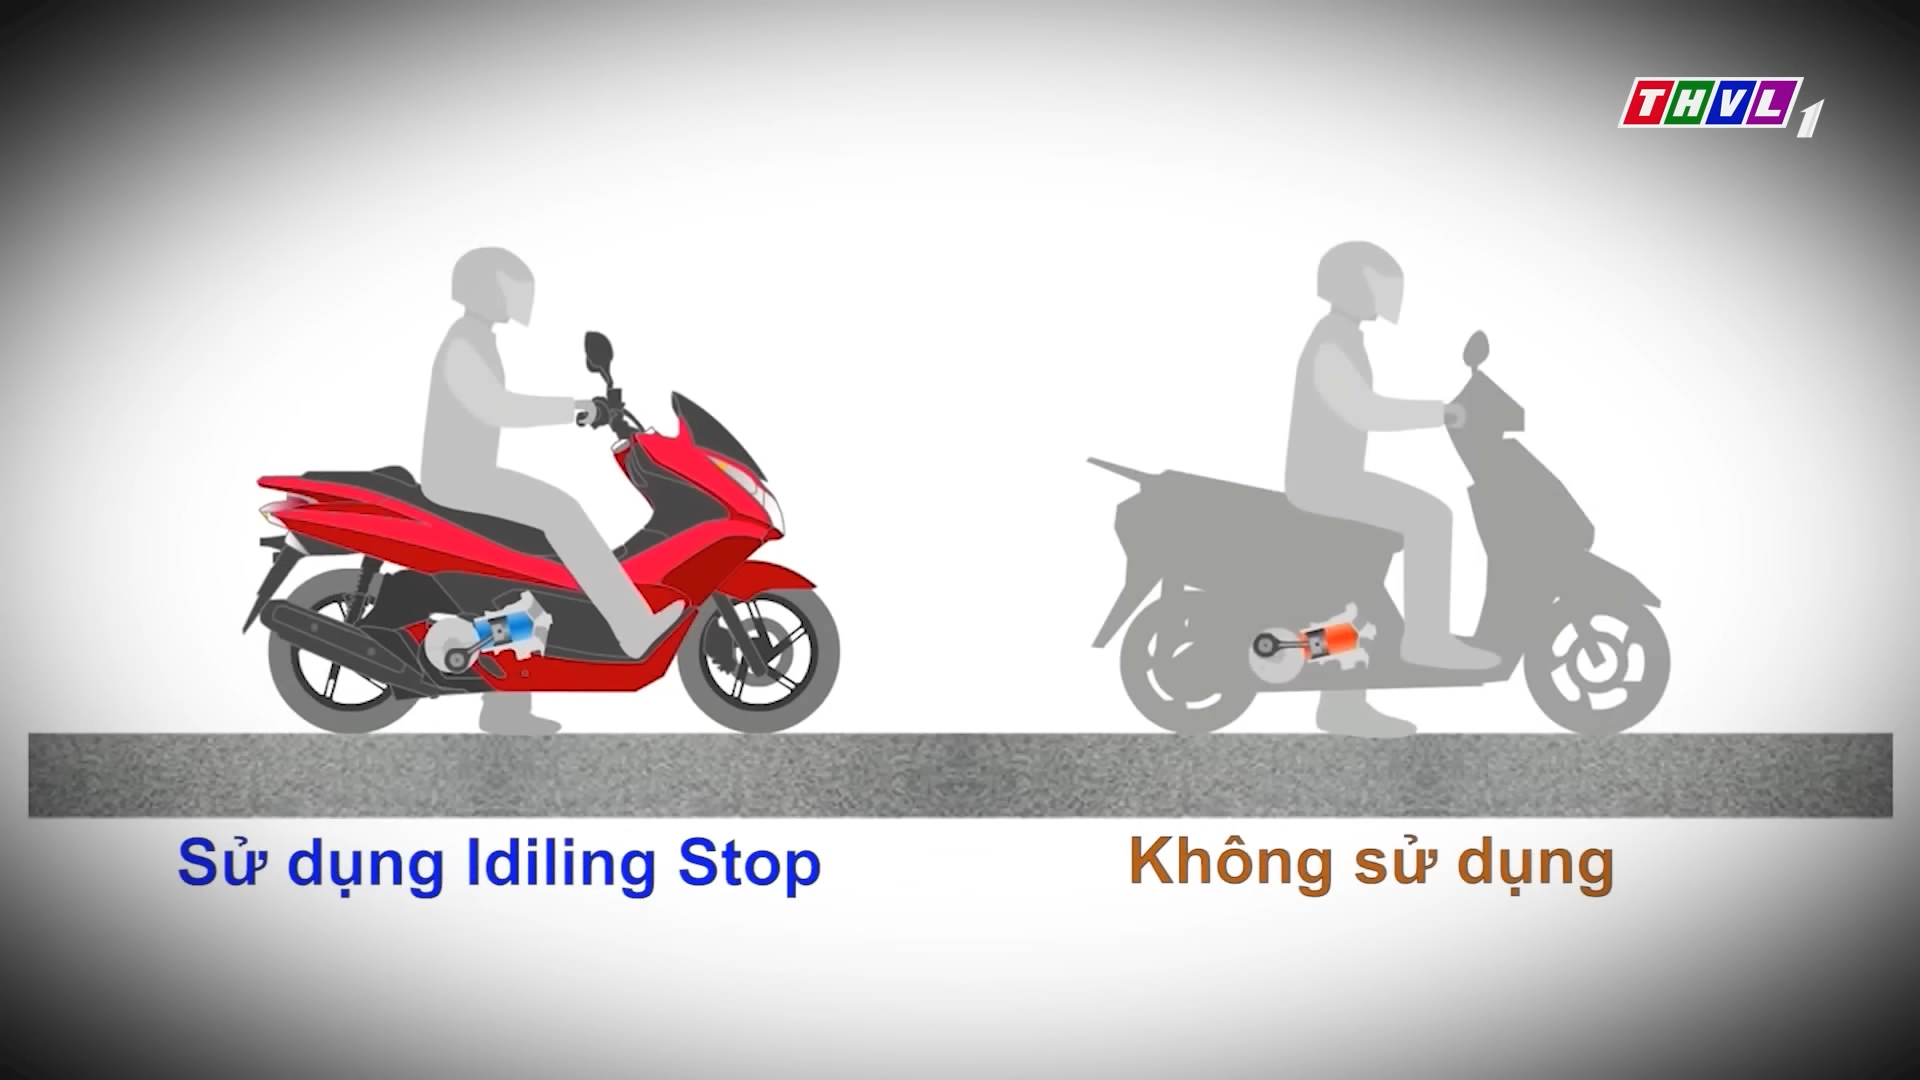 THVL1
Sử dụng Idiling Stop
Không sử dụng